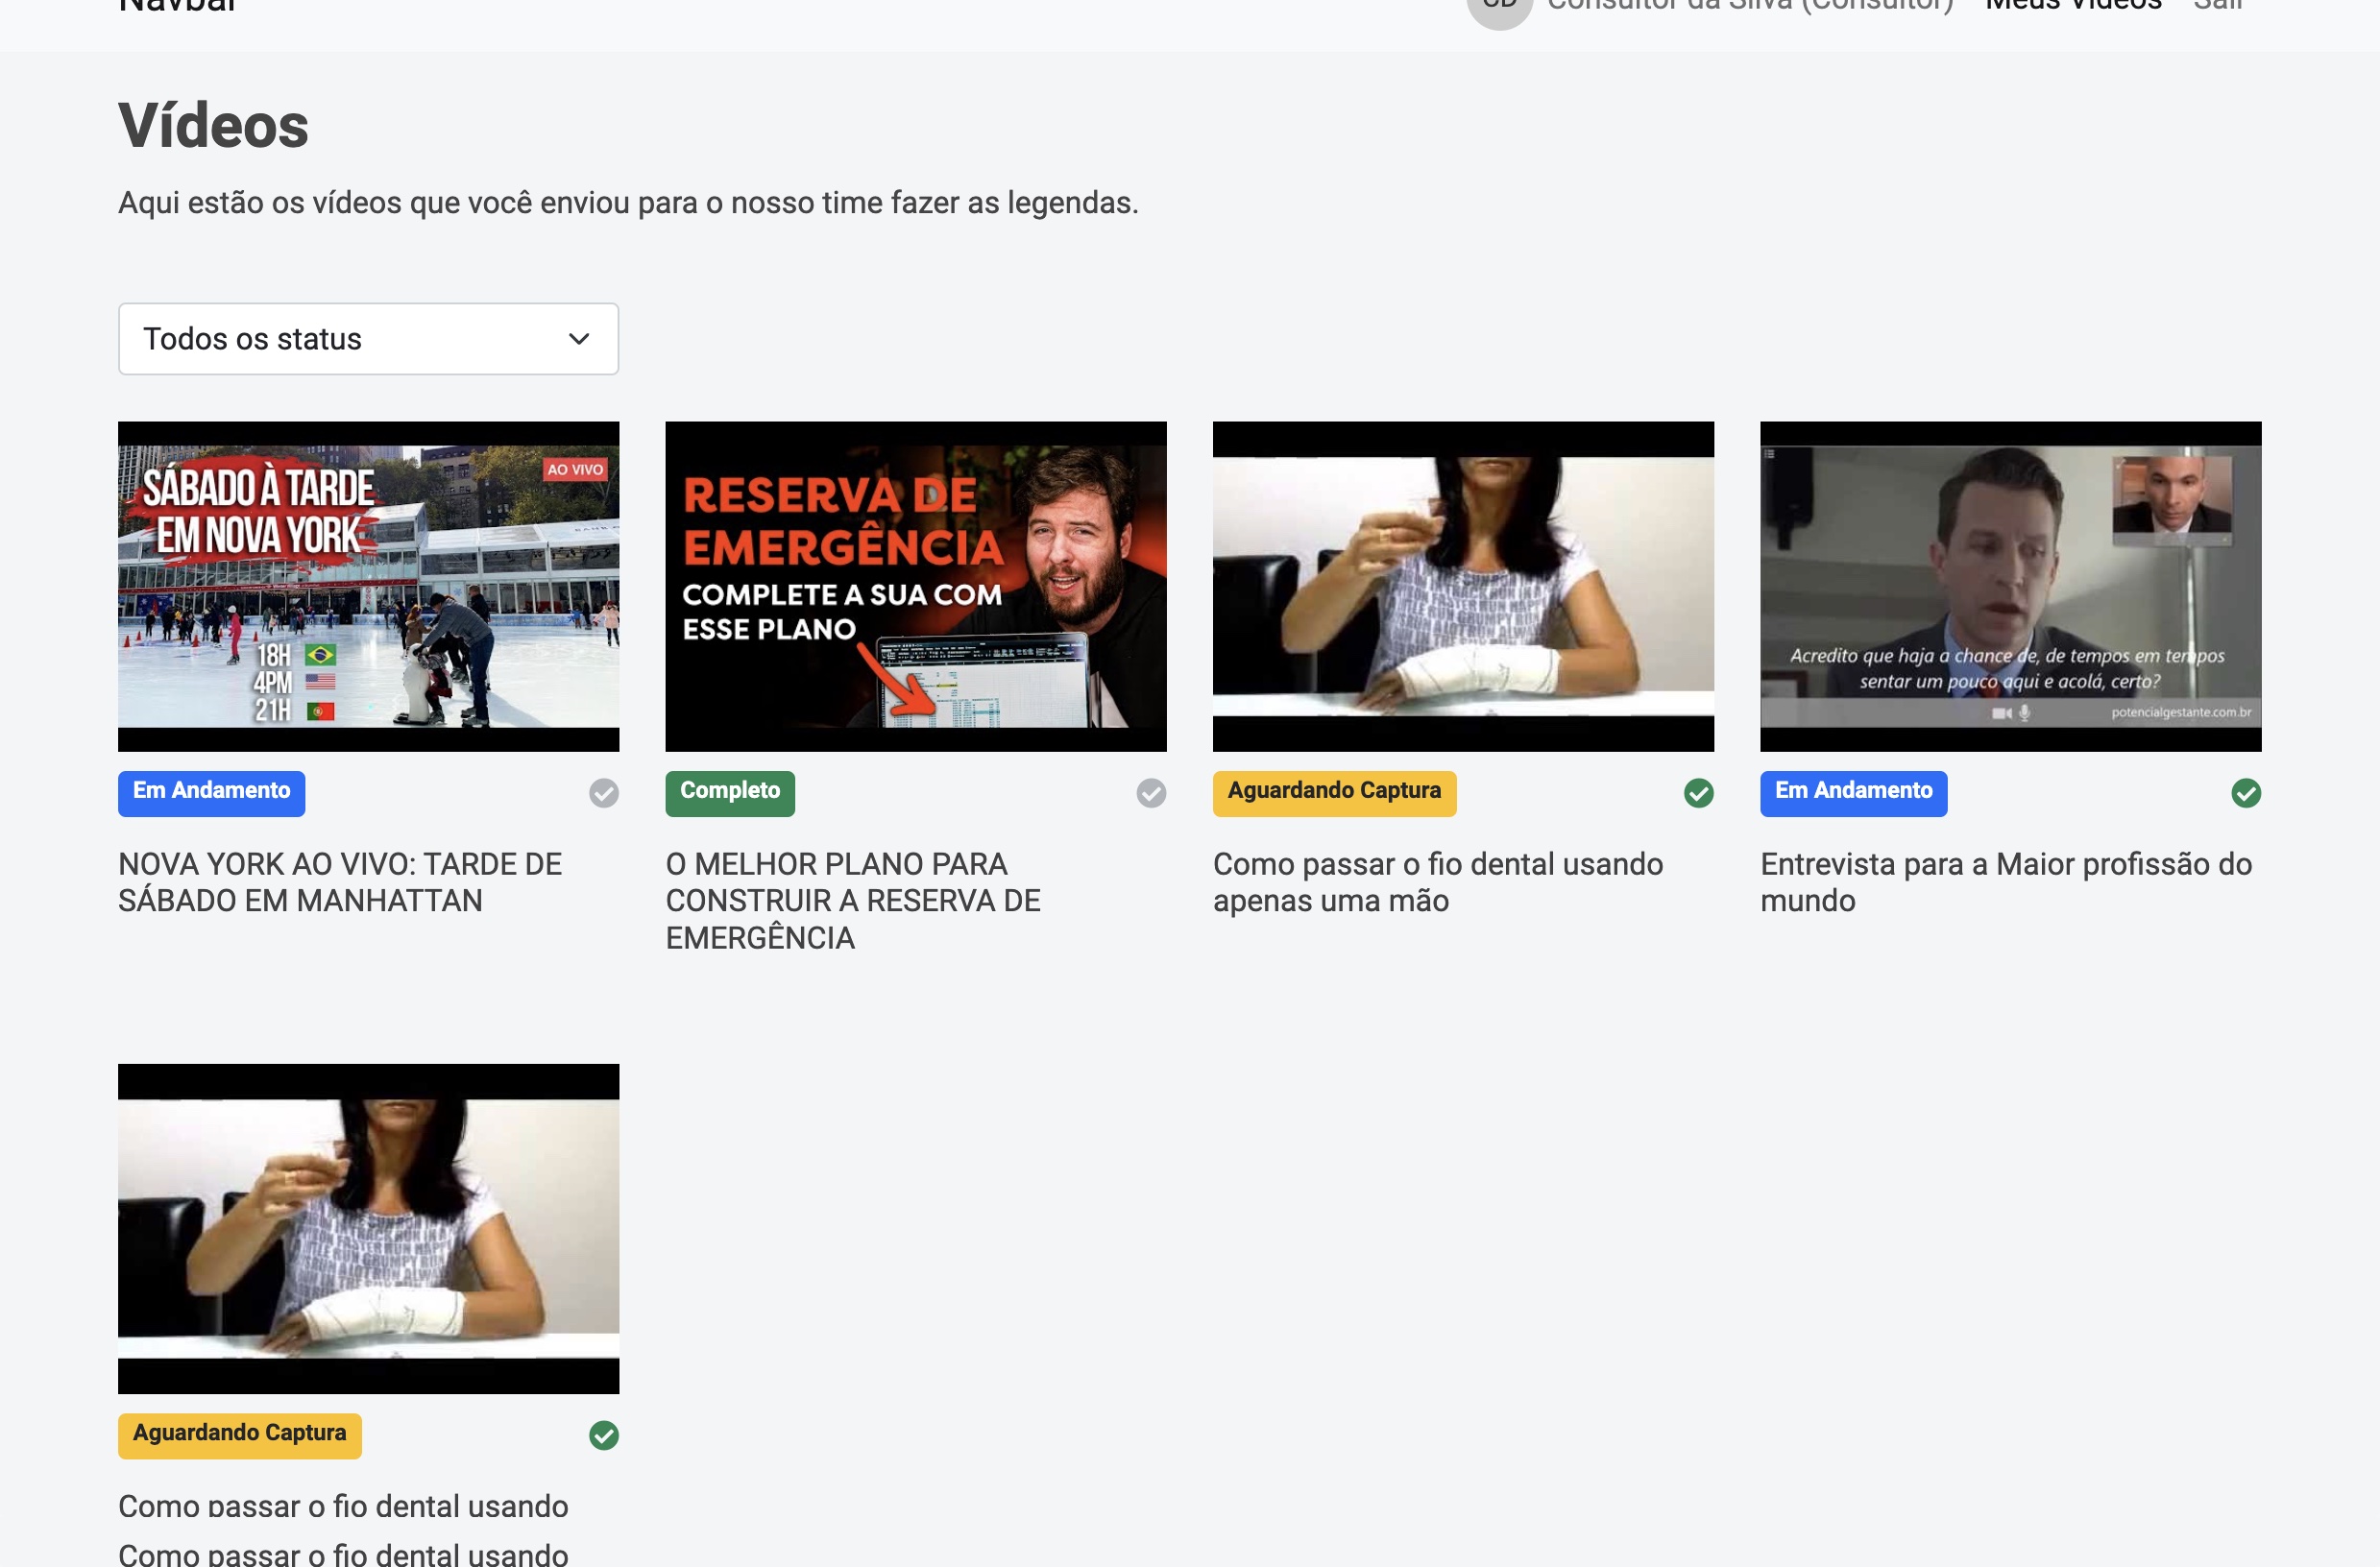 Navbar
CD Consultor da Silva (Consultor) Meus Vídeos Sair
Vídeos
Aqui estão os vídeos que você enviou para o nosso time fazer as legendas.
Todos os status
SÁBADO À TARDE
EM NOVA YORK
AO VIVO
18H
4PM
21H
RESERVA DE
EMERGÊNCIA
COMPLETE A SUA COM
ESSE PLANO
Acredito que haja a chance de, de tempos em tempos
sentar um pouco aqui e acolá, certo?
potencialgestante.com.br
Em Andamento
Completo
Aguardando Captura
Em Andamento
NOVA YORK AO VIVO: TARDE DE
SÁBADO EM MANHATTAN
O MELHOR PLANO PARA
CONSTRUIR A RESERVA DE
EMERGÊNCIA
Como passar o fio dental usando
apenas uma mão
Entrevista para a Maior profissão do
mundo
Aguardando Captura
Como passar o fio dental usando
Como passar o fio dental usando